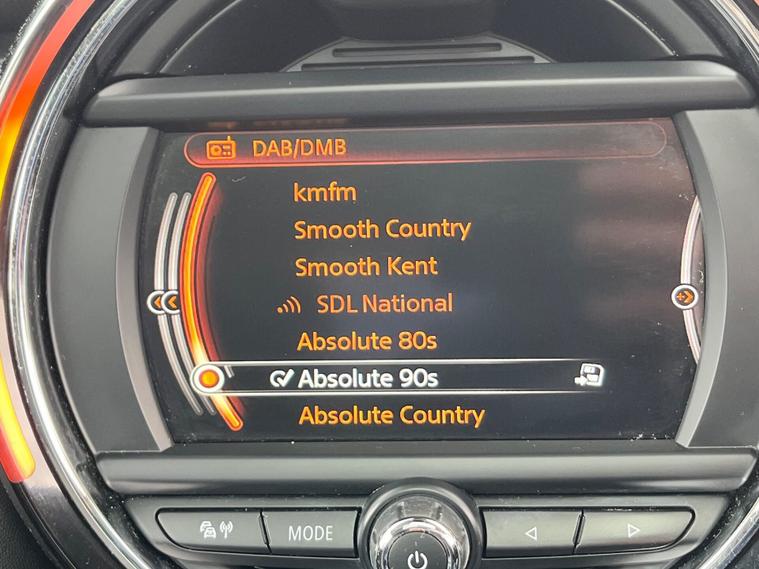 DAB/DMB
kmfm
Smooth Country
Smooth Kent
SDL National
Absolute 80s
Absolute 90s
Absolute Country
MODE